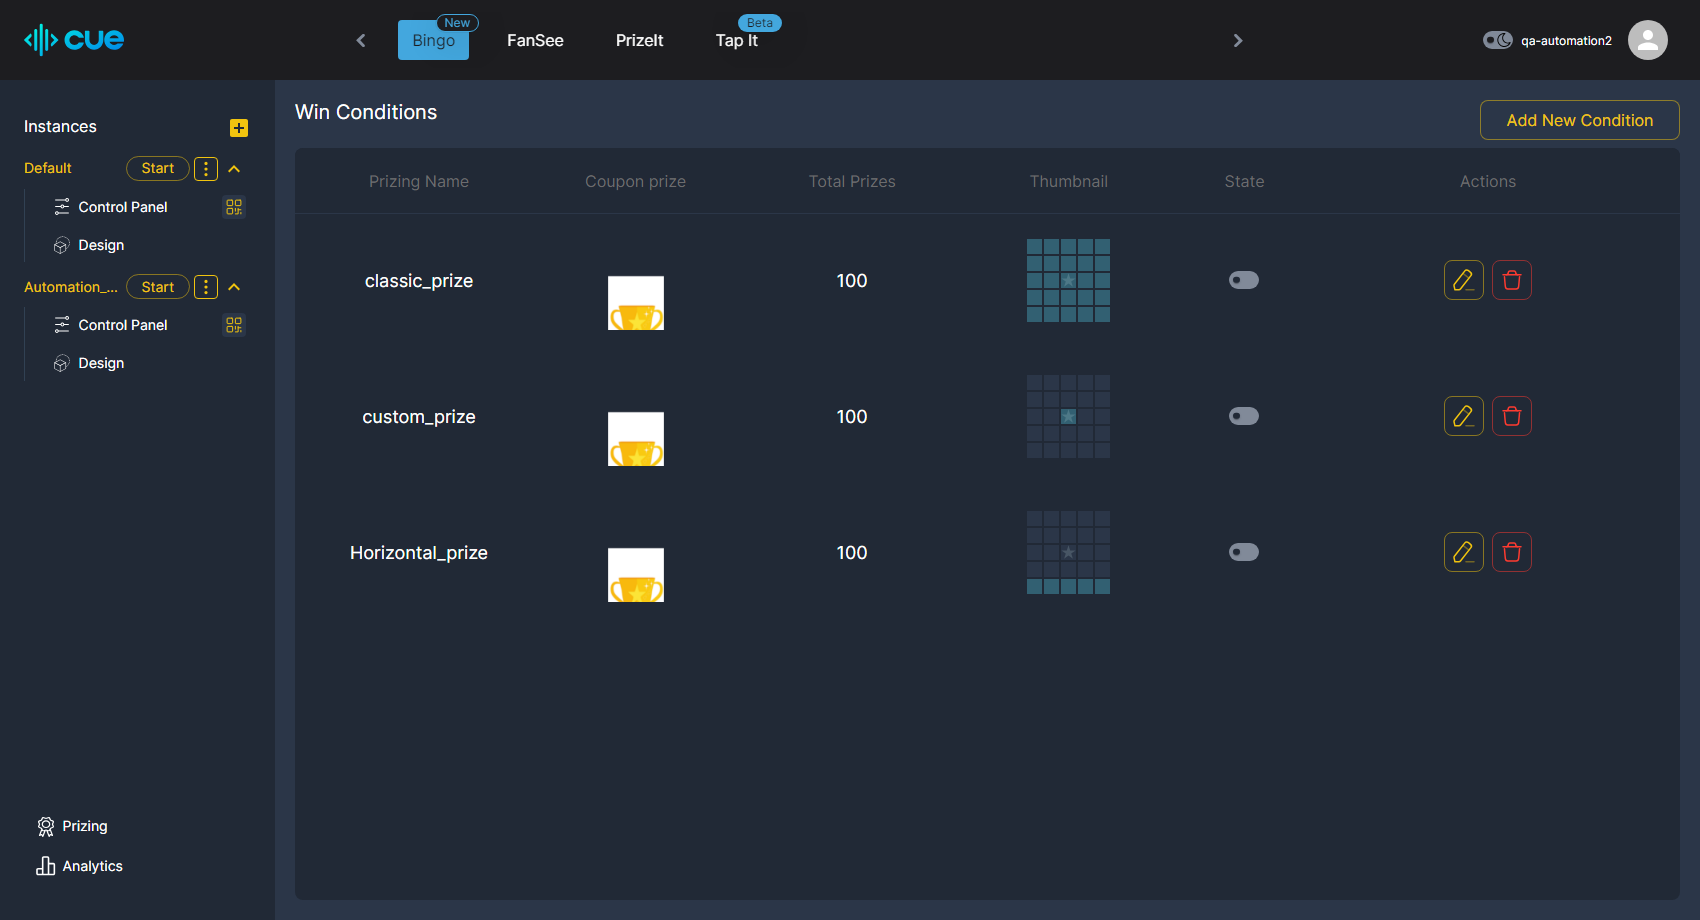 cue
Bingo
New
FanSee
PrizeIt
Tap It
Beta
qa-automation2
Instances
Default
Start
Control Panel
Design
Automation_...
Start
Control Panel
Design
Prizing
Analytics
Win Conditions
Add New Condition
Prizing Name Coupon prize Total Prizes Thumbnail State Actions
classic_prize 100
custom_prize 100
Horizontal_prize 100